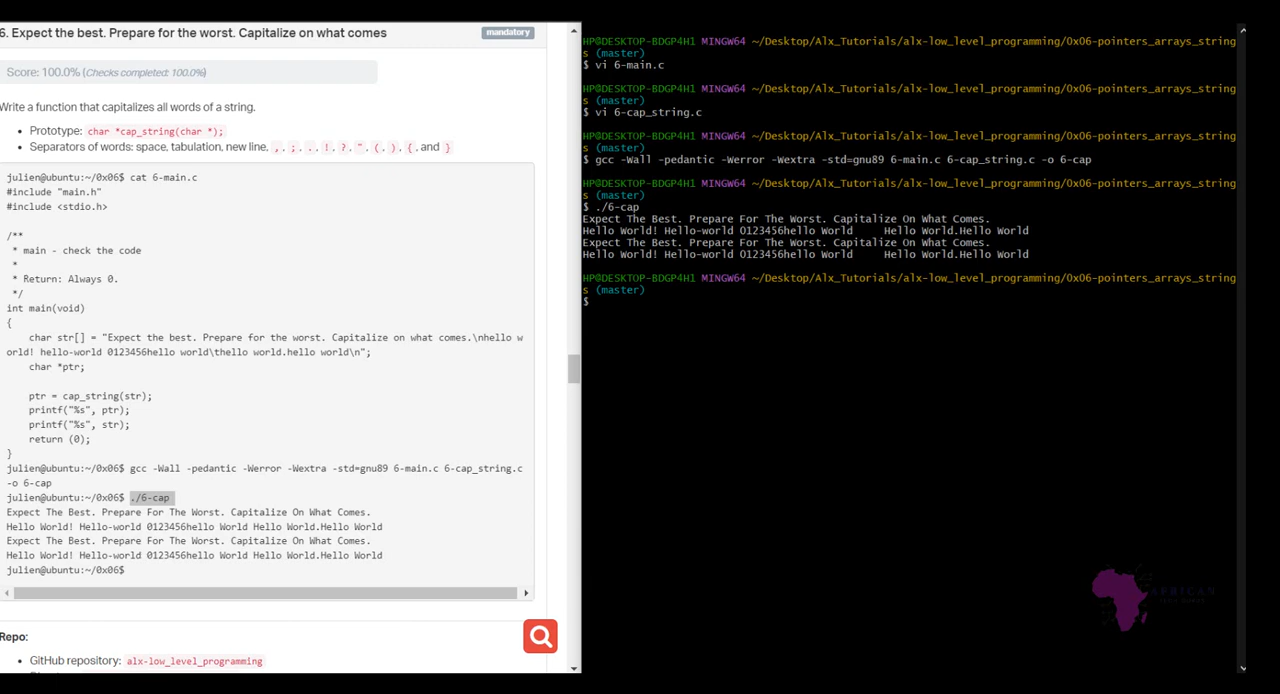 6. Expect the best. Prepare for the worst. Capitalize on what comes
mandatory
Score: 100.0% (Checks completed: 100.0%)
Write a function that capitalizes all words of a string.
Prototype: char *cap_string(char *);
Separators of words: space, tabulation, new line, ,, ;, ., !, ?, ", (, ), {, and }
julien@ubuntu:~/0x06$ cat 6-main.c
#include "main.h"
#include <stdio.h>
/**
* main - check the code
*
* Return: Always 0.
*/
int main(void)
{
char str[] = "Expect the best. Prepare for the worst. Capitalize on what comes.\nhello w
orld! hello-world 0123456hello world\thello world.hello world\n";
char *ptr;
ptr = cap_string(str);
printf("%s", ptr);
printf("%s", str);
return (0);
}
julien@ubuntu:~/0x06$ gcc -Wall -pedantic -Werror -Wextra -std=gnu89 6-main.c 6-cap_string.c
-o 6-cap
julien@ubuntu:~/0x06$ ./6-cap
Expect The Best. Prepare For The Worst. Capitalize On What Comes.
Hello World! Hello-world 0123456hello World Hello World.Hello World
Expect The Best. Prepare For The Worst. Capitalize On What Comes.
Hello World! Hello-world 0123456hello World Hello World.Hello World
julien@ubuntu:~/0x06$
Repo:
GitHub repository: alx-low_level_programming
HP@DESKTOP-BDGP4H1 MINGW64 ~/Desktop/Alx_Tutorials/alx-low_level_programming/0x06-pointers_arrays_string
s (master)
$ vi 6-main.c
HP@DESKTOP-BDGP4H1 MINGW64 ~/Desktop/Alx_Tutorials/alx-low_level_programming/0x06-pointers_arrays_string
s (master)
$ vi 6-cap_string.c
HP@DESKTOP-BDGP4H1 MINGW64 ~/Desktop/Alx_Tutorials/alx-low_level_programming/0x06-pointers_arrays_string
s (master)
$ gcc -Wall -pedantic -Werror -Wextra -std=gnu89 6-main.c 6-cap_string.c -o 6-cap
HP@DESKTOP-BDGP4H1 MINGW64 ~/Desktop/Alx_Tutorials/alx-low_level_programming/0x06-pointers_arrays_string
s (master)
$ ./6-cap
Expect The Best. Prepare For The Worst. Capitalize On What Comes.
Hello World! Hello-world 0123456hello World Hello World.Hello World
Expect The Best. Prepare For The Worst. Capitalize On What Comes.
Hello World! Hello-world 0123456hello World Hello World.Hello World
HP@DESKTOP-BDGP4H1 MINGW64 ~/Desktop/Alx_Tutorials/alx-low_level_programming/0x06-pointers_arrays_string
s (master)
$